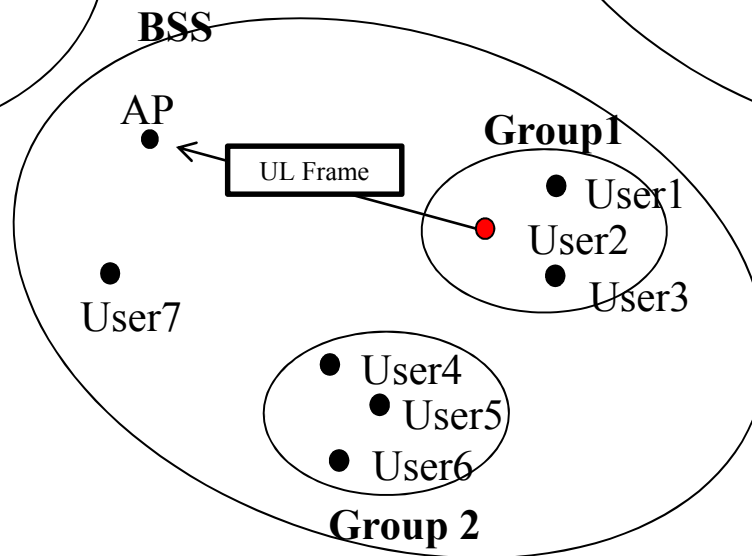 BSS
AP
Group1
UL Frame
User1
User2
User3
User7
User4
User5
User6
Group 2